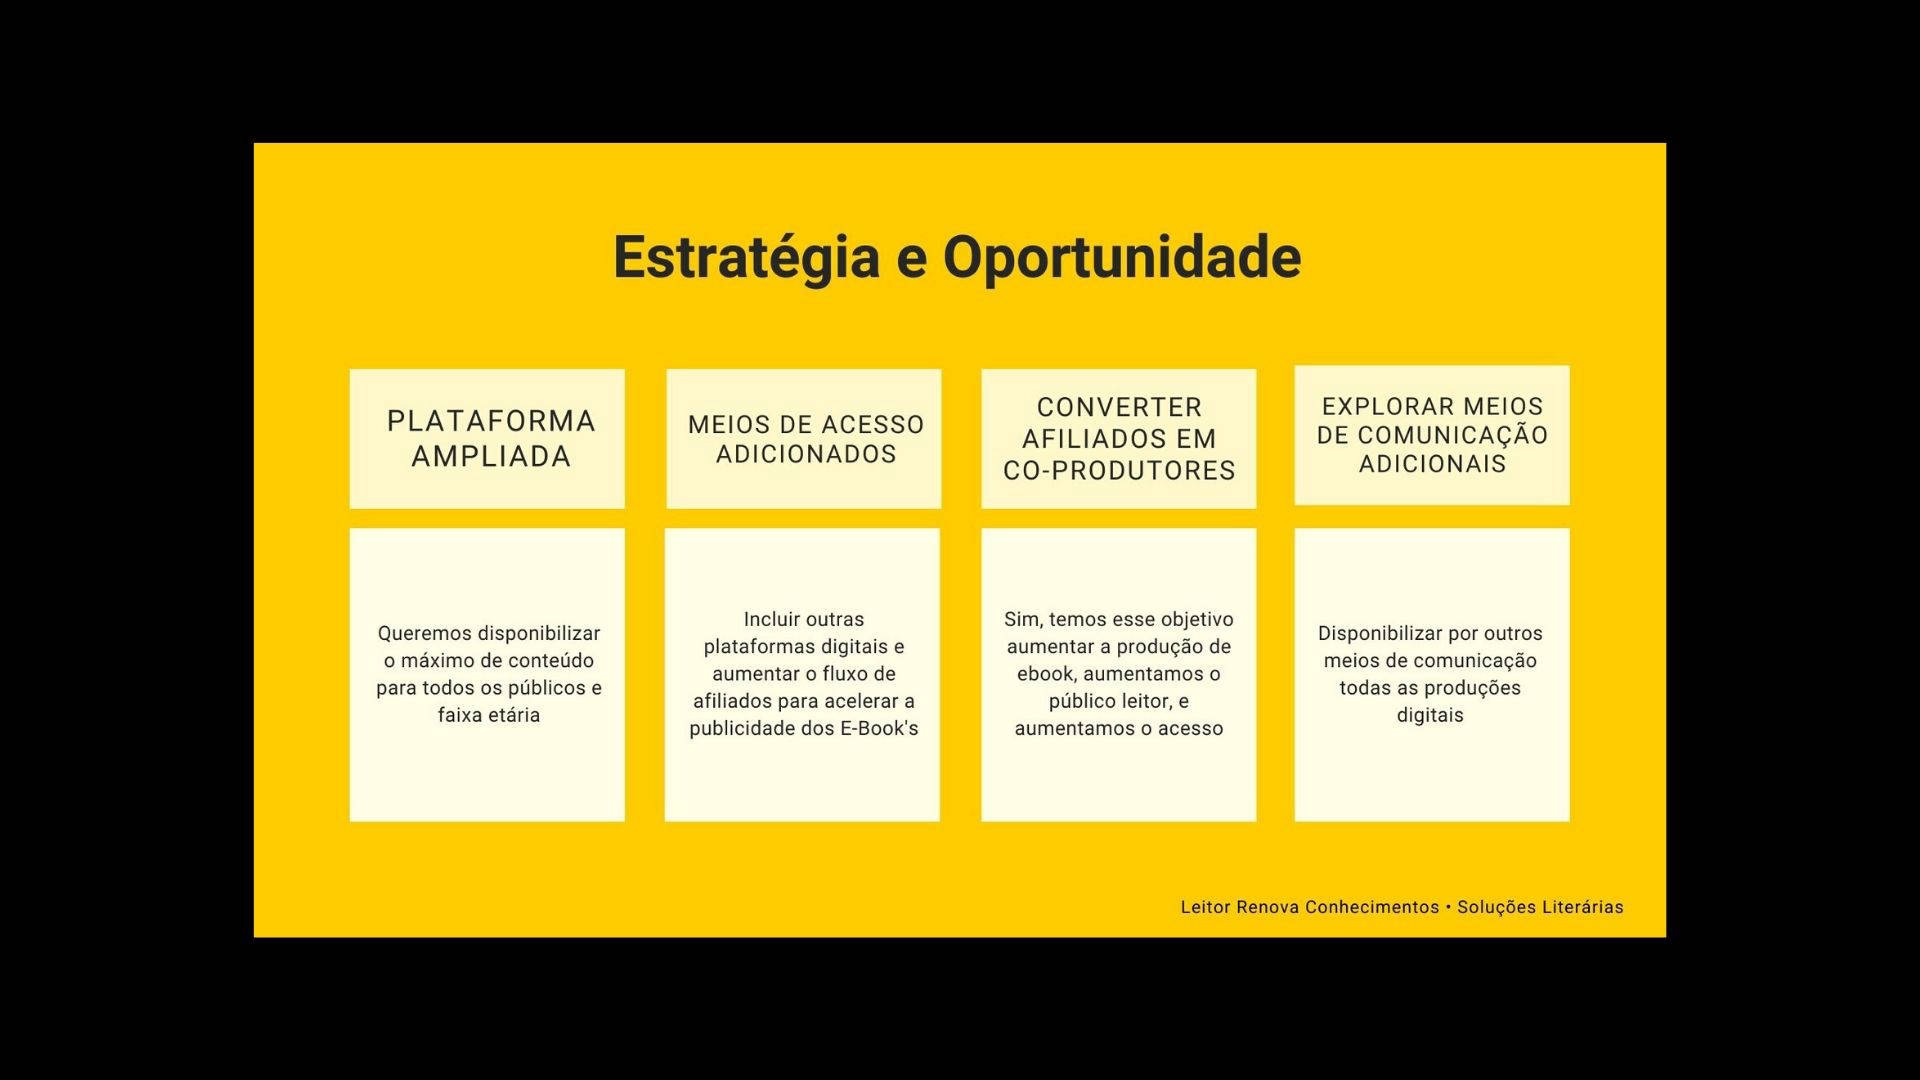 Estratégia e Oportunidade
PLATAFORMA
AMPLIADA
Queremos disponibilizar
o máximo de conteúdo
para todos os públicos e
faixa etária
MEIOS DE ACESSO
ADICIONADOS
Incluir outras
plataformas digitais e
aumentar o fluxo de
afiliados para acelerar a
publicidade dos E-Book's
CONVERTER
AFILIADOS EM
CO-PRODUTORES
Sim, temos esse objetivo
aumentar a produção de
ebook, aumentamos o
público leitor, e
aumentamos o acesso
EXPLORAR MEIOS
DE COMUNICAÇÃO
ADICIONAIS
Disponibilizar por outros
meios de comunicação
todas as produções
digitais
Leitor Renova Conhecimentos • Soluções Literárias